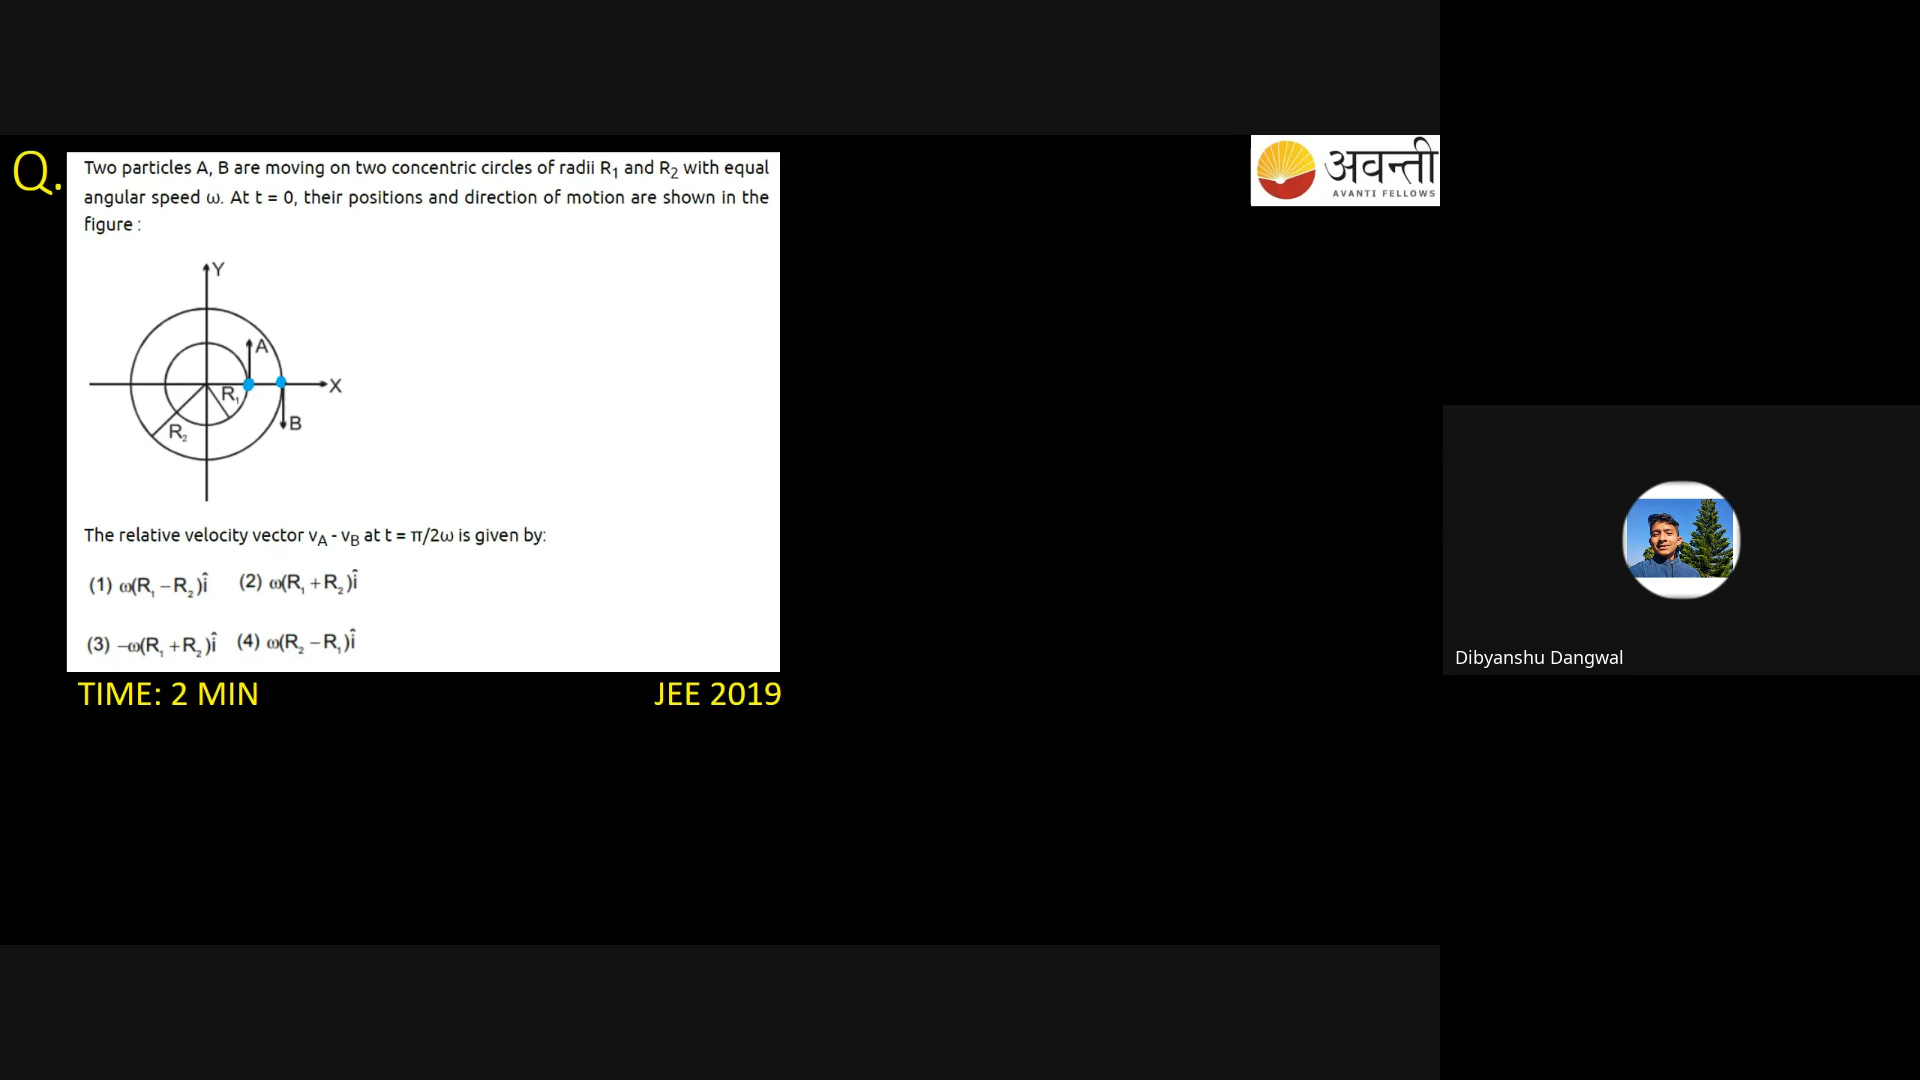 Q.
Two particles A, B are moving on two concentric circles of radii R₁ and R₂ with equal
angular speed ω. At t = 0, their positions and direction of motion are shown in the
figure :
Y
A
X
R₁
B
R₂
The relative velocity vector v_A - v_B at t = π/2ω is given by:
(1) ω(R₁ − R₂)î (2) ω(R₁ + R₂)î
(3) −ω(R₁ + R₂)î (4) ω(R₂ − R₁)î
TIME: 2 MIN JEE 2019
अवन्ती
AVANTI FELLOWS
Dibyanshu Dangwal